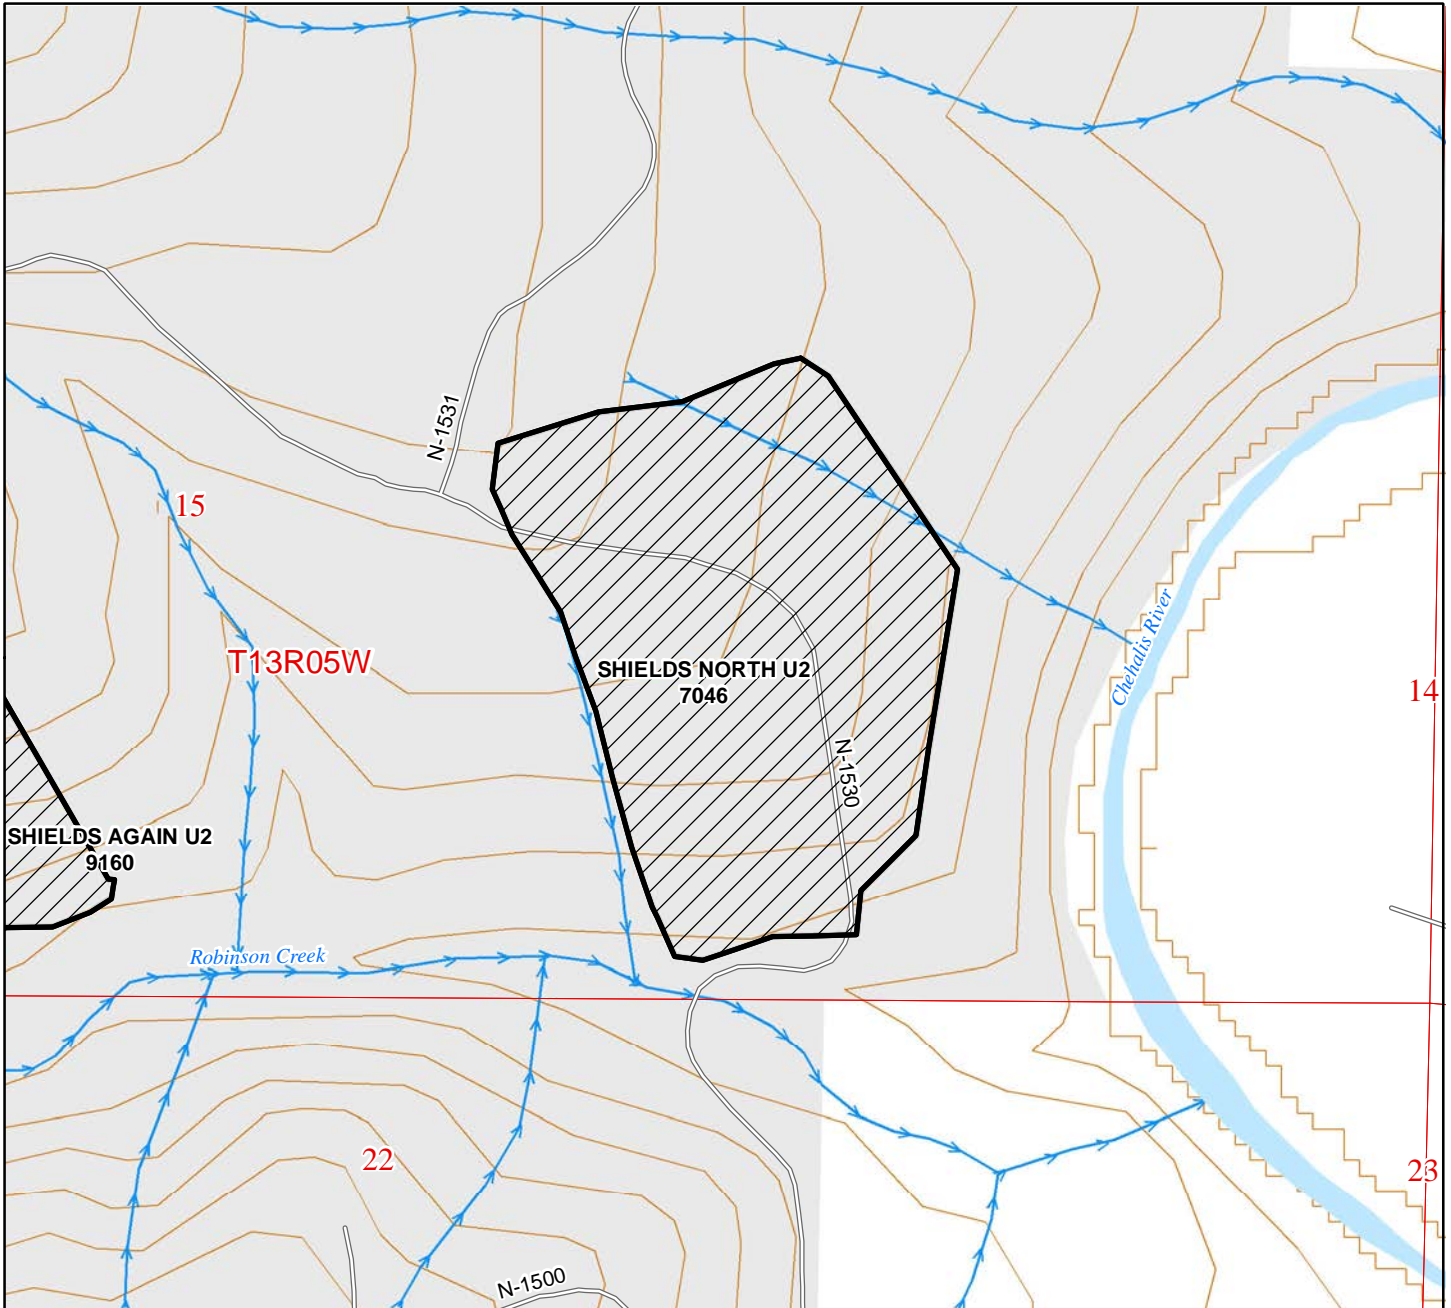 N-1531
15
Chehalis River
T13R05W
SHIELDS NORTH U2
7046
14
N-1530
SHIELDS AGAIN U2
9160
Robinson Creek
22
23
N-1500